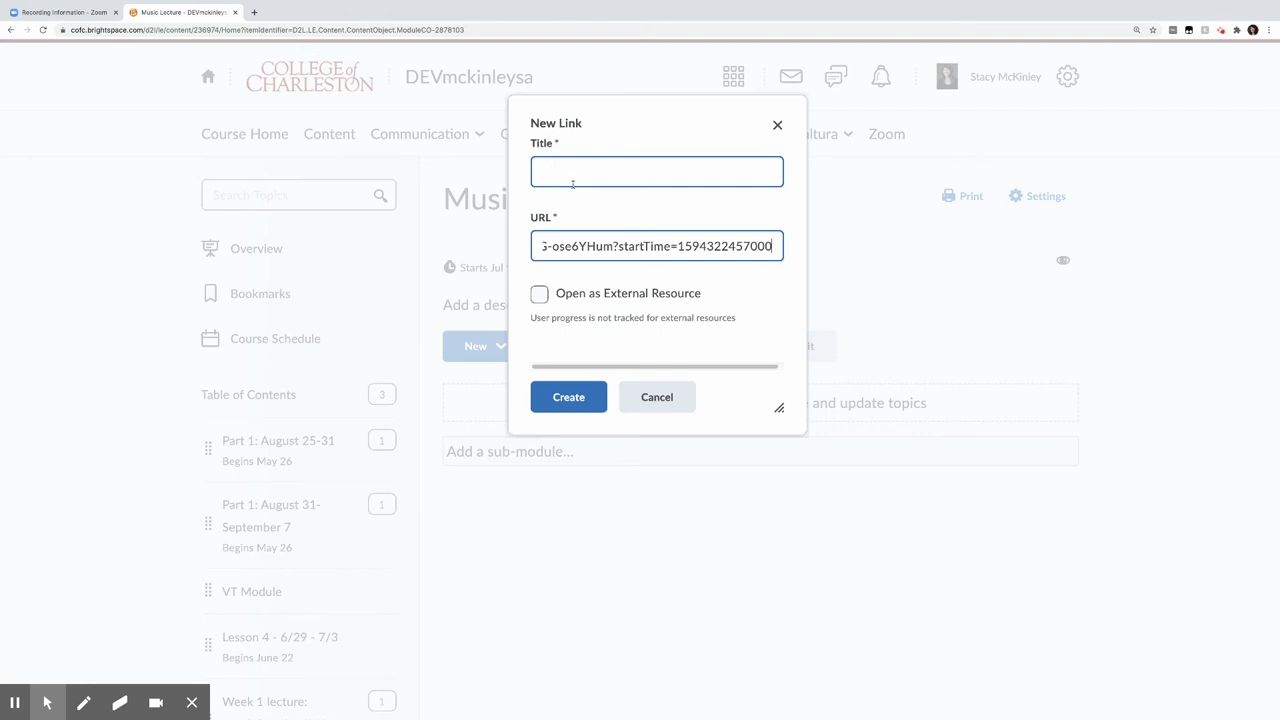 Recording Information - Zoom
Music Lecture - DEVmckinleys
cofc.brightspace.com/d2l/le/content/236974/Home?itemIdentifier=D2L.LE.Content.ContentObject.ModuleCO-2878103
COLLEGE of
CHARLESTON
DEVmckinleysa
Stacy McKinley
Course Home
Content
Communication
Zoom
New Link
Title *
URL *
-ose6YHum?startTime=1594322457000
Open as External Resource
User progress is not tracked for external resources
Create
Cancel
Search Topics
Overview
Bookmarks
Course Schedule
Table of Contents
3
Part 1: August 25-31
1
Begins May 26
Part 1: August 31-
1
September 7
Begins May 26
VT Module
Lesson 4 - 6/29 - 7/3
Begins June 22
Week 1 lecture:
1
Musi
Print
Settings
Starts Jul
Add a des
New
and update topics
Add a sub-module...